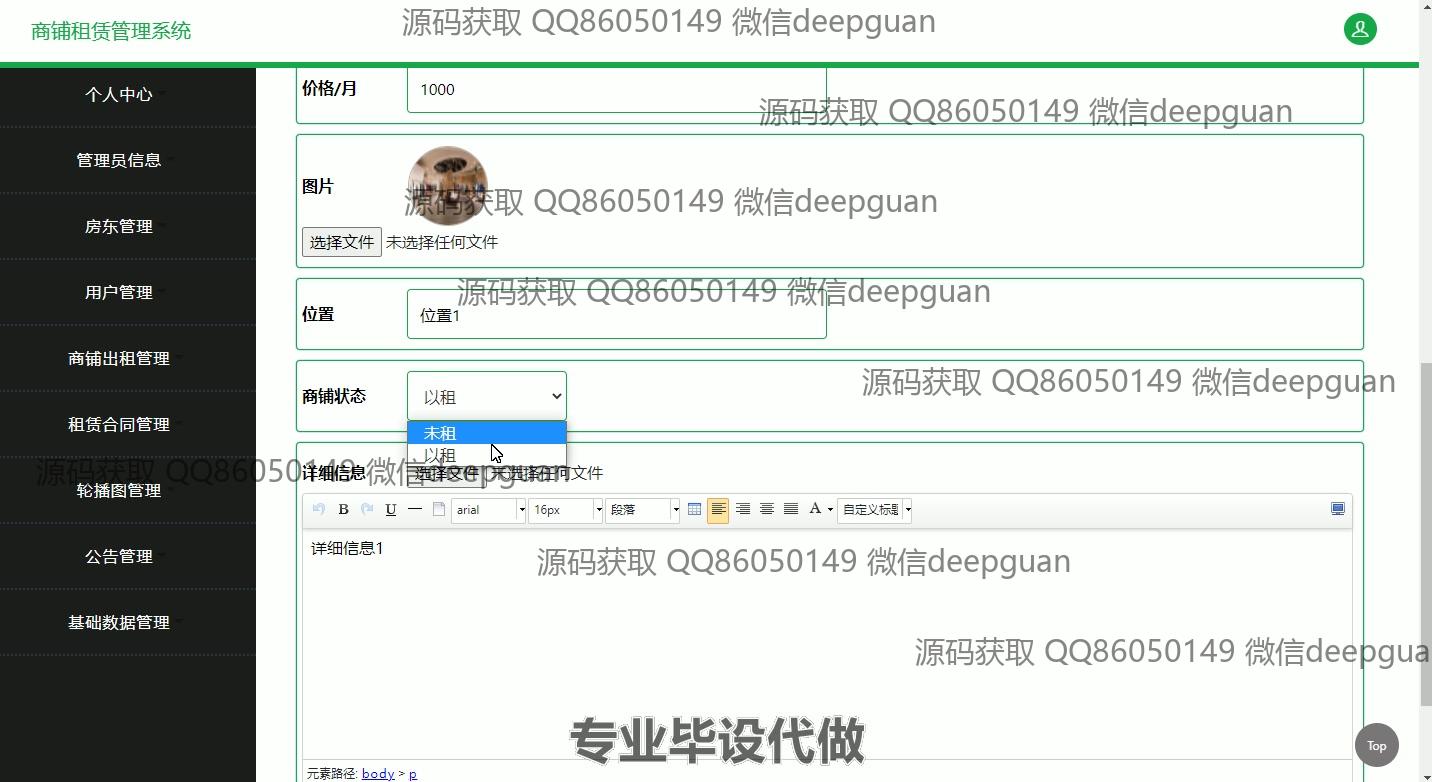 商铺租赁管理系统
源码获取 QQ86050149 微信deepguan
个人中心
管理员信息
房东管理
用户管理
商铺出租管理
租赁合同管理
轮播图管理
公告管理
基础数据管理
价格/月
1000
源码获取 QQ86050149 微信deepguan
图片
源码获取 QQ86050149 微信deepguan
选择文件 未选择任何文件
源码获取 QQ86050149 微信deepguan
位置
位置1
商铺状态
以租
源码获取 QQ86050149 微信deepguan
未租
以租
源码获取 QQ86050149 微信deepguan
详细信息
选择文件 未选择任何文件
B U arial 16px 段落 A 自定义标题
详细信息1
源码获取 QQ86050149 微信deepguan
源码获取 QQ86050149 微信deepgua
专业毕设代做
Top
元素路径: body > p